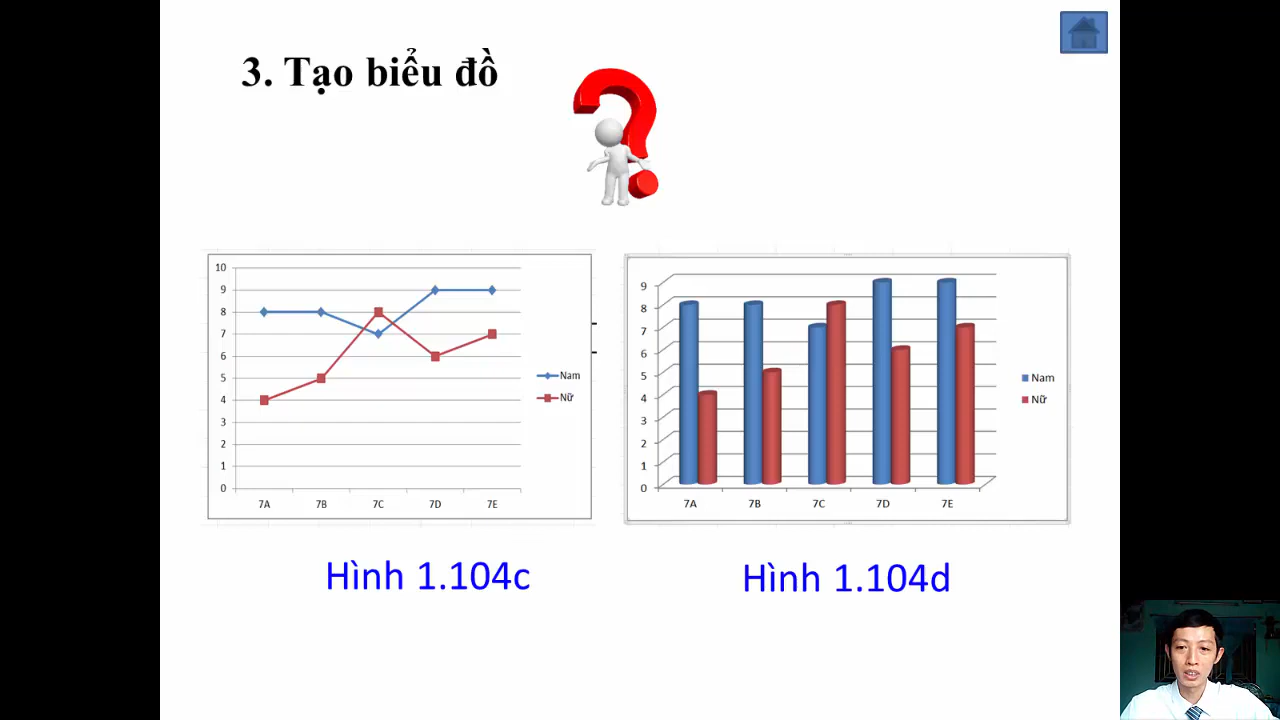 3. Tạo biểu đồ
10
9
8
7
6
5
4
3
2
1
0
7A 7B 7C 7D 7E
Nam
Nữ
9
8
7
6
5
4
3
2
1
0
7A 7B 7C 7D 7E
Nam
Nữ
Hình 1.104c
Hình 1.104d